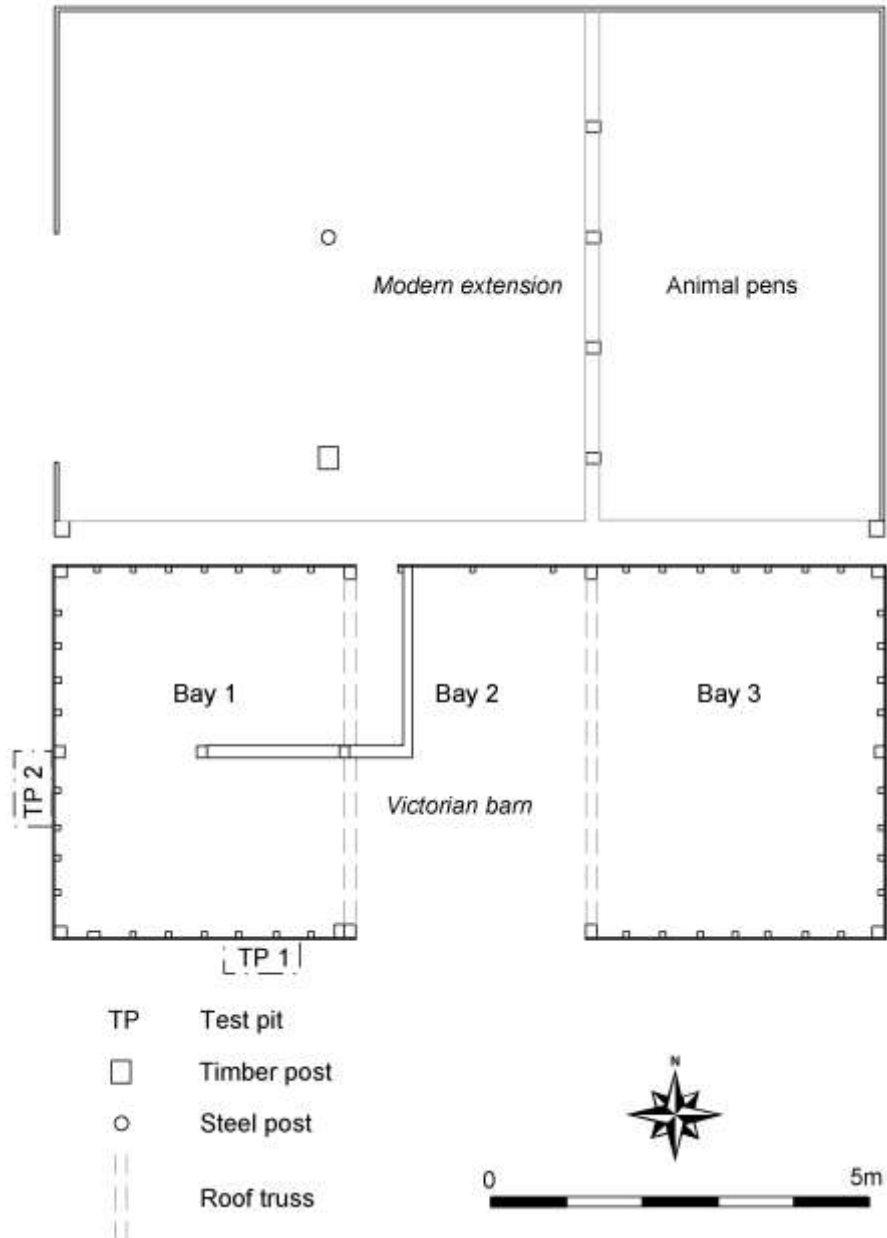 Modern extension
Animal pens
Bay 1
Bay 2
Bay 3
TP 2
Victorian barn
TP 1
TP Test pit
Timber post
Steel post
Roof truss
N
0 5m